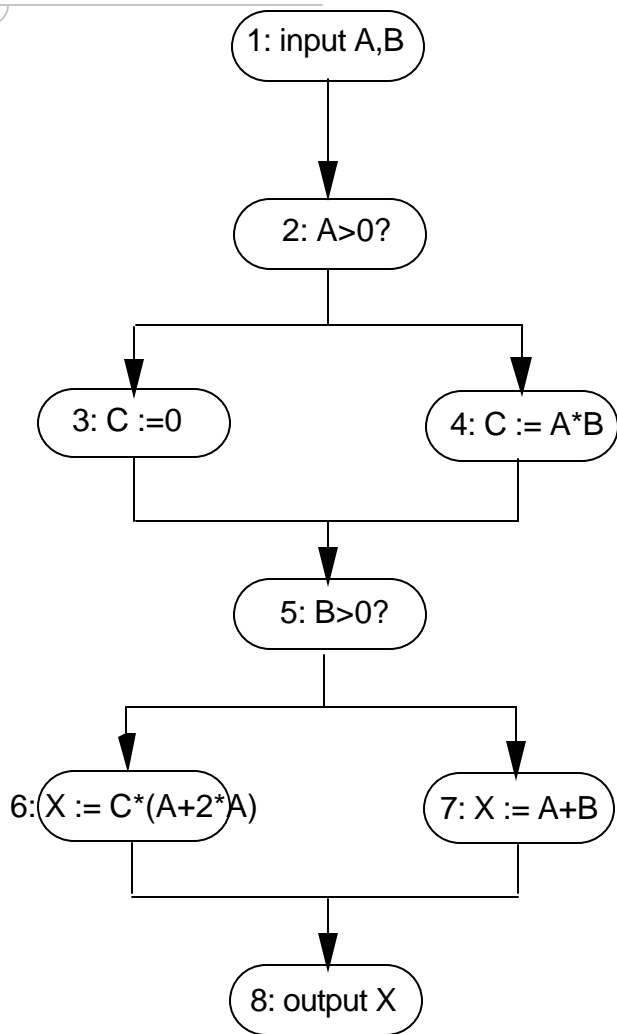 1: input A,B
2: A>0?
3: C :=0
4: C := A*B
5: B>0?
6: X := C*(A+2*A)
7: X := A+B
8: output X